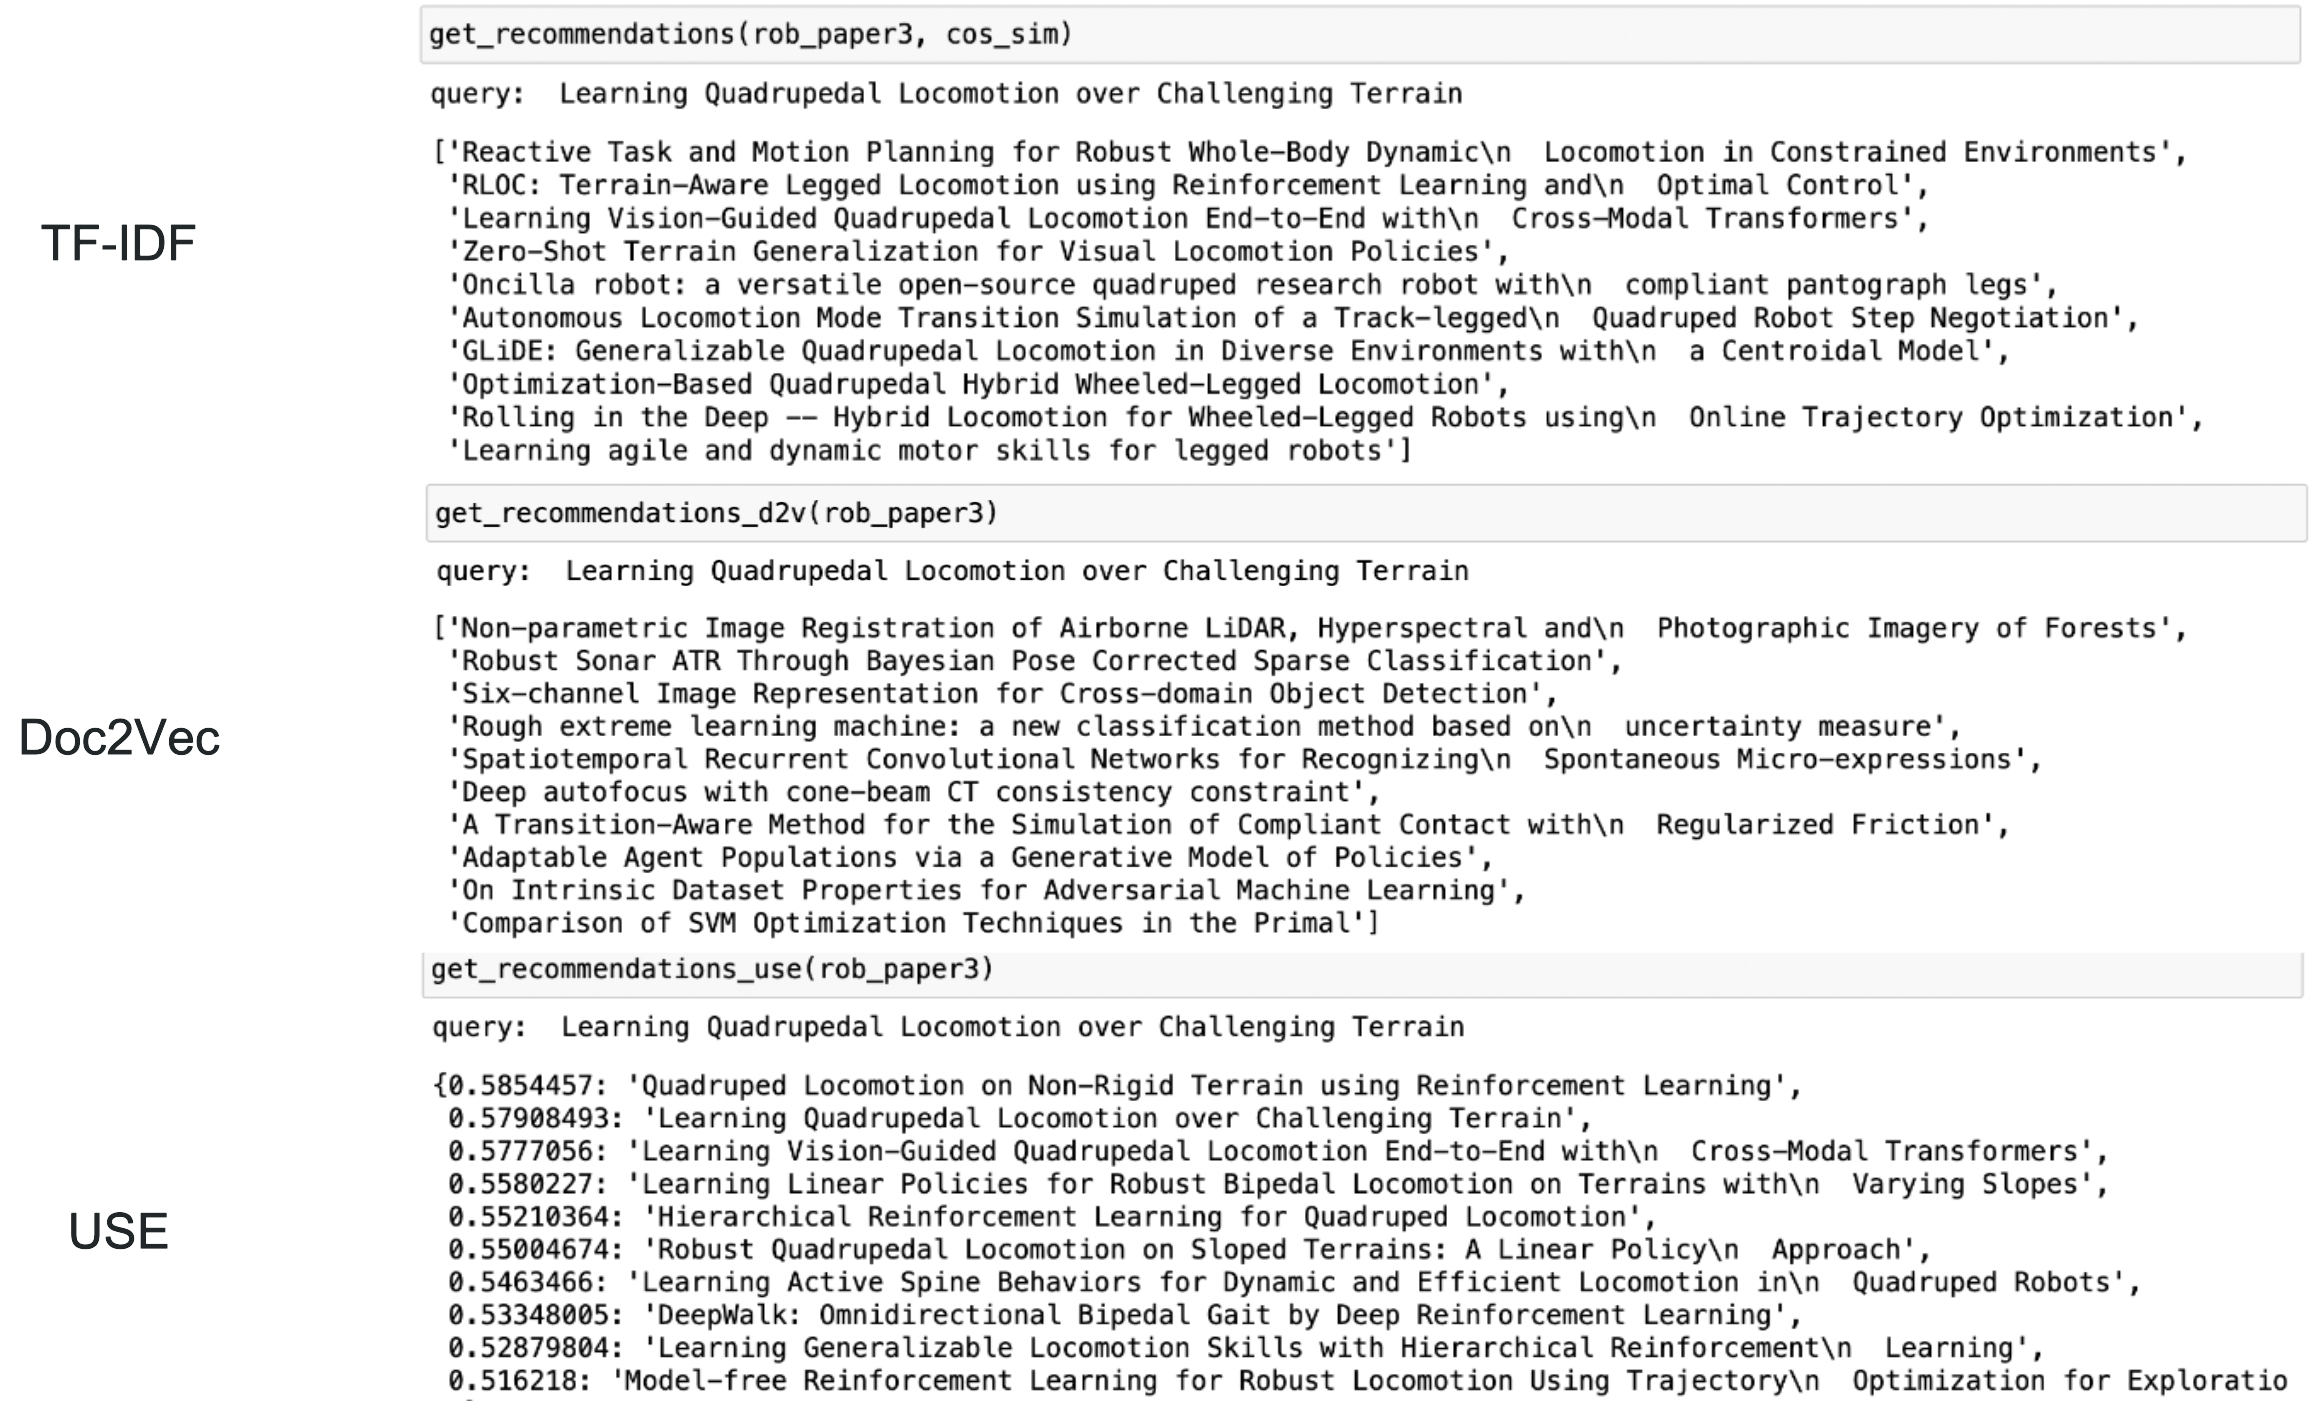 get_recommendations(rob_paper3, cos_sim)
query:  Learning Quadrupedal Locomotion over Challenging Terrain
['Reactive Task and Motion Planning for Robust Whole-Body Dynamic\n  Locomotion in Constrained Environments',
'RLOC: Terrain-Aware Legged Locomotion using Reinforcement Learning and\n  Optimal Control',
'Learning Vision-Guided Quadrupedal Locomotion End-to-End with\n  Cross-Modal Transformers',
TF-IDF
'Zero-Shot Terrain Generalization for Visual Locomotion Policies',
'Oncilla robot: a versatile open-source quadruped research robot with\n  compliant pantograph legs',
'Autonomous Locomotion Mode Transition Simulation of a Track-legged\n  Quadruped Robot Step Negotiation',
'GLiDE: Generalizable Quadrupedal Locomotion in Diverse Environments with\n  a Centroidal Model',
'Optimization-Based Quadrupedal Hybrid Wheeled-Legged Locomotion',
'Rolling in the Deep -- Hybrid Locomotion for Wheeled-Legged Robots using\n  Online Trajectory Optimization',
'Learning agile and dynamic motor skills for legged robots']
get_recommendations_d2v(rob_paper3)
query:  Learning Quadrupedal Locomotion over Challenging Terrain
['Non-parametric Image Registration of Airborne LiDAR, Hyperspectral and\n  Photographic Imagery of Forests',
'Robust Sonar ATR Through Bayesian Pose Corrected Sparse Classification',
'Six-channel Image Representation for Cross-domain Object Detection',
'Rough extreme learning machine: a new classification method based on\n  uncertainty measure',
Doc2Vec
'Spatiotemporal Recurrent Convolutional Networks for Recognizing\n  Spontaneous Micro-expressions',
'Deep autofocus with cone-beam CT consistency constraint',
'A Transition-Aware Method for the Simulation of Compliant Contact with\n  Regularized Friction',
'Adaptable Agent Populations via a Generative Model of Policies',
'On Intrinsic Dataset Properties for Adversarial Machine Learning',
'Comparison of SVM Optimization Techniques in the Primal']
get_recommendations_use(rob_paper3)
query:  Learning Quadrupedal Locomotion over Challenging Terrain
{0.5854457: 'Quadruped Locomotion on Non-Rigid Terrain using Reinforcement Learning',
0.57908493: 'Learning Quadrupedal Locomotion over Challenging Terrain',
0.5777056: 'Learning Vision-Guided Quadrupedal Locomotion End-to-End with\n  Cross-Modal Transformers',
0.5580227: 'Learning Linear Policies for Robust Bipedal Locomotion on Terrains with\n  Varying Slopes',
0.55210364: 'Hierarchical Reinforcement Learning for Quadruped Locomotion',
USE
0.55004674: 'Robust Quadrupedal Locomotion on Sloped Terrains: A Linear Policy\n  Approach',
0.5463466: 'Learning Active Spine Behaviors for Dynamic and Efficient Locomotion in\n  Quadruped Robots',
0.53348005: 'DeepWalk: Omnidirectional Bipedal Gait by Deep Reinforcement Learning',
0.52879804: 'Learning Generalizable Locomotion Skills with Hierarchical Reinforcement\n  Learning',
0.516218: 'Model-free Reinforcement Learning for Robust Locomotion Using Trajectory\n  Optimization for Exploratio